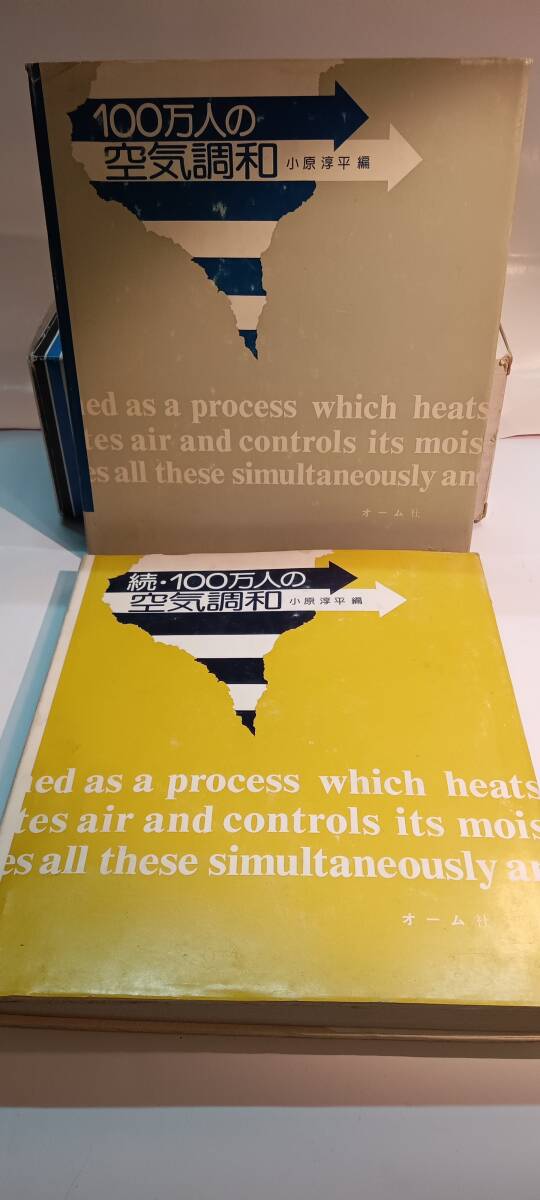 100万人の
空気調和 小原淳平 編
ed as a process which heats
tes air and controls its mois
es all these simultaneously an
オーム社
続・100万人の
空気調和 小原淳平 編
ned as a process which heats
tes air and controls its mois
es all these simultaneously an
オーム社